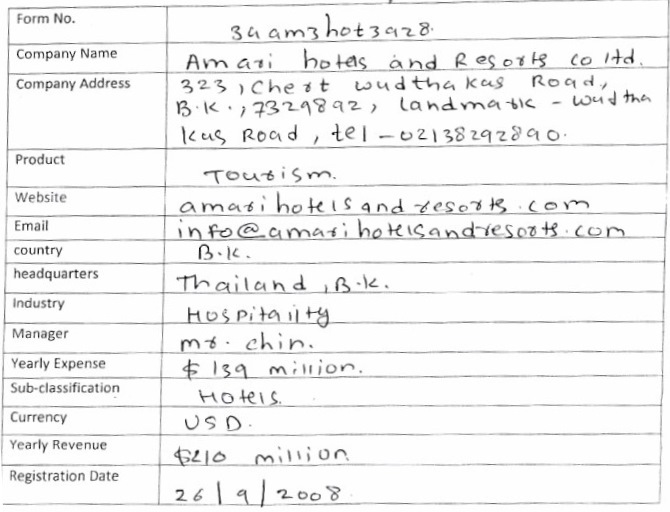 Form No. 3aam3hot3928.
Company Name Amari hotels and Resorts co ltd.
Company Address 323, Chert wudthakas Road,
B.K., 7329892, landmark - wudtha
kas Road, tel - 02138292890.
Product Tourism.
Website amarihotelsandresorts.com
Email info@amarihotelsandresorts.com
country B.K.
headquarters Thailand, B.K.
Industry Hospitality
Manager mr. chin.
Yearly Expense $ 139 million.
Sub-classification Hotels.
Currency USD.
Yearly Revenue $210 million
Registration Date 26/9/2008